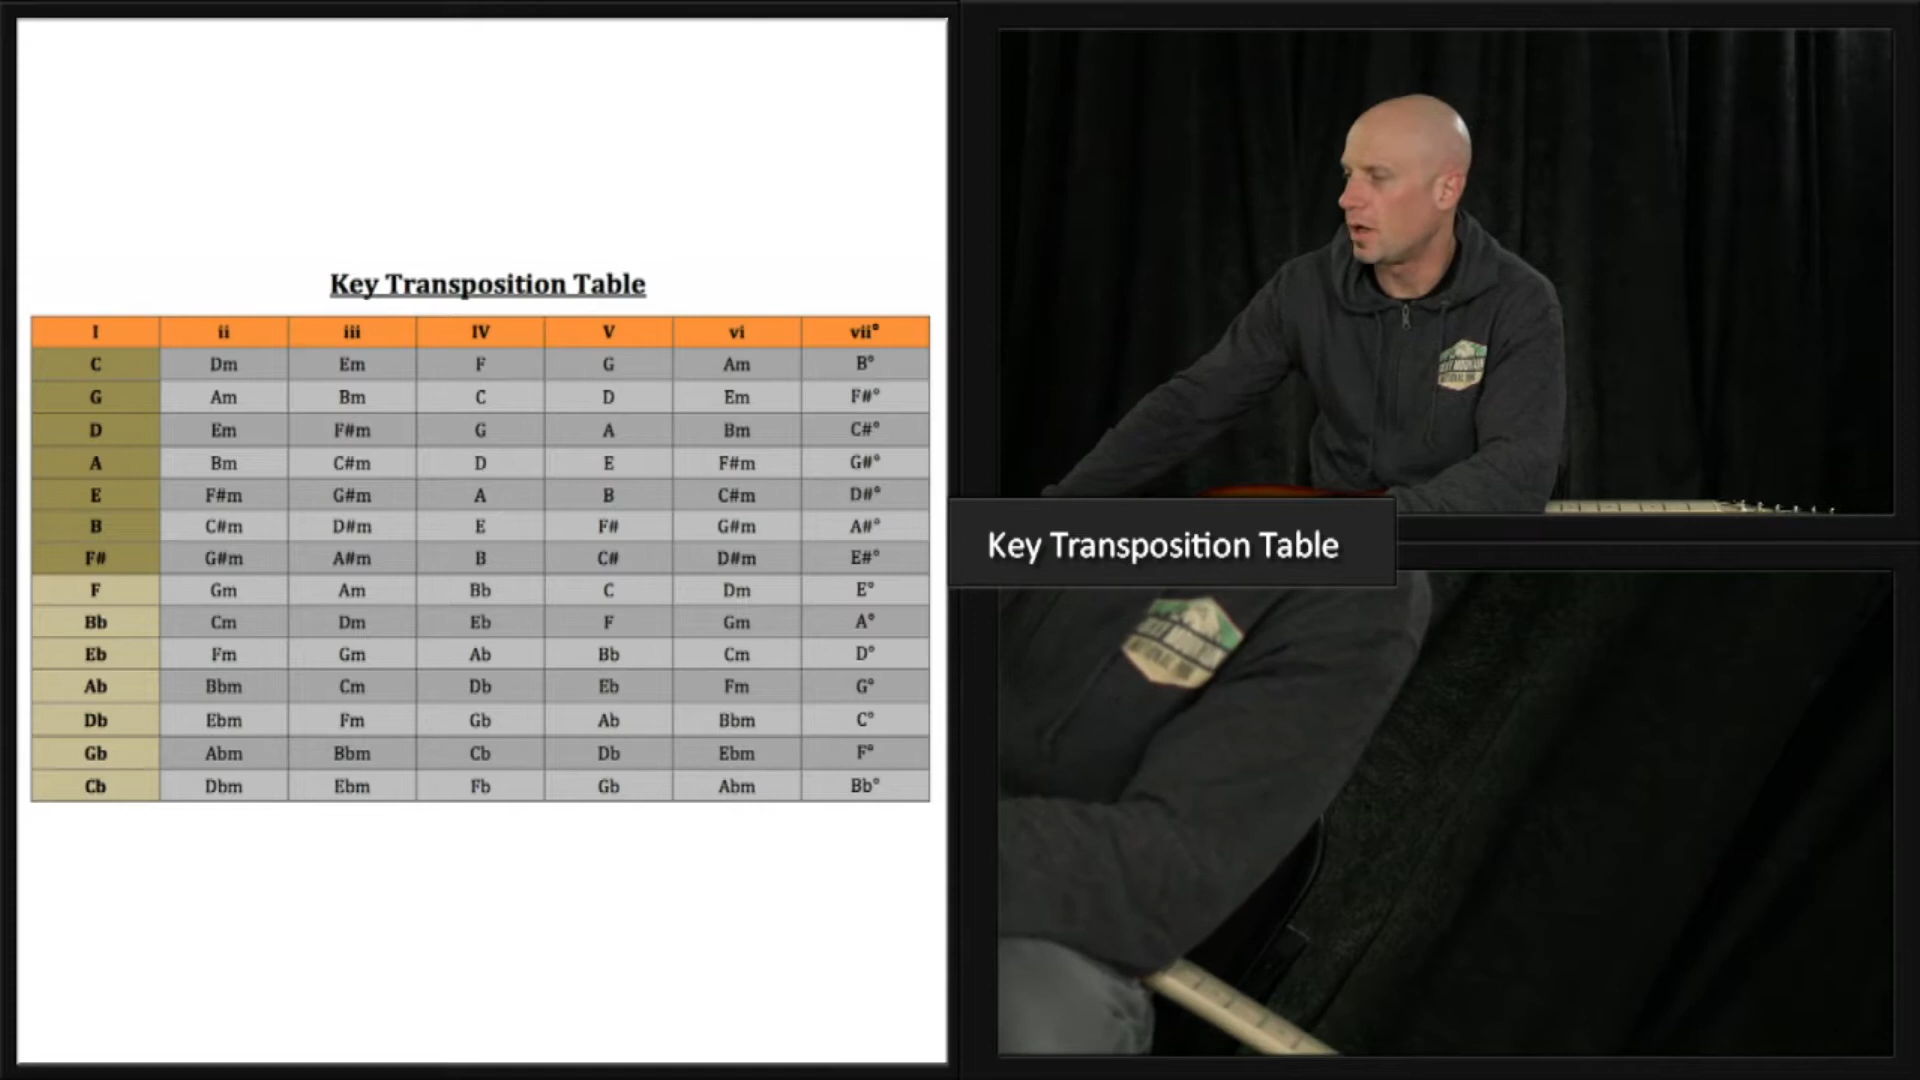 Key Transposition Table
I ii iii IV V vi vii°
C Dm Em F G Am B°
G Am Bm C D Em F#°
D Em F#m G A Bm C#°
A Bm C#m D E F#m G#°
E F#m G#m A B C#m D#°
B C#m D#m E F# G#m A#°
F# G#m A#m B C# D#m E#°
F Gm Am Bb C Dm E°
Bb Cm Dm Eb F Gm A°
Eb Fm Gm Ab Bb Cm D°
Ab Bbm Cm Db Eb Fm G°
Db Ebm Fm Gb Ab Bbm C°
Gb Abm Bbm Cb Db Ebm F°
Cb Dbm Ebm Fb Gb Abm Bb°
Key Transposition Table